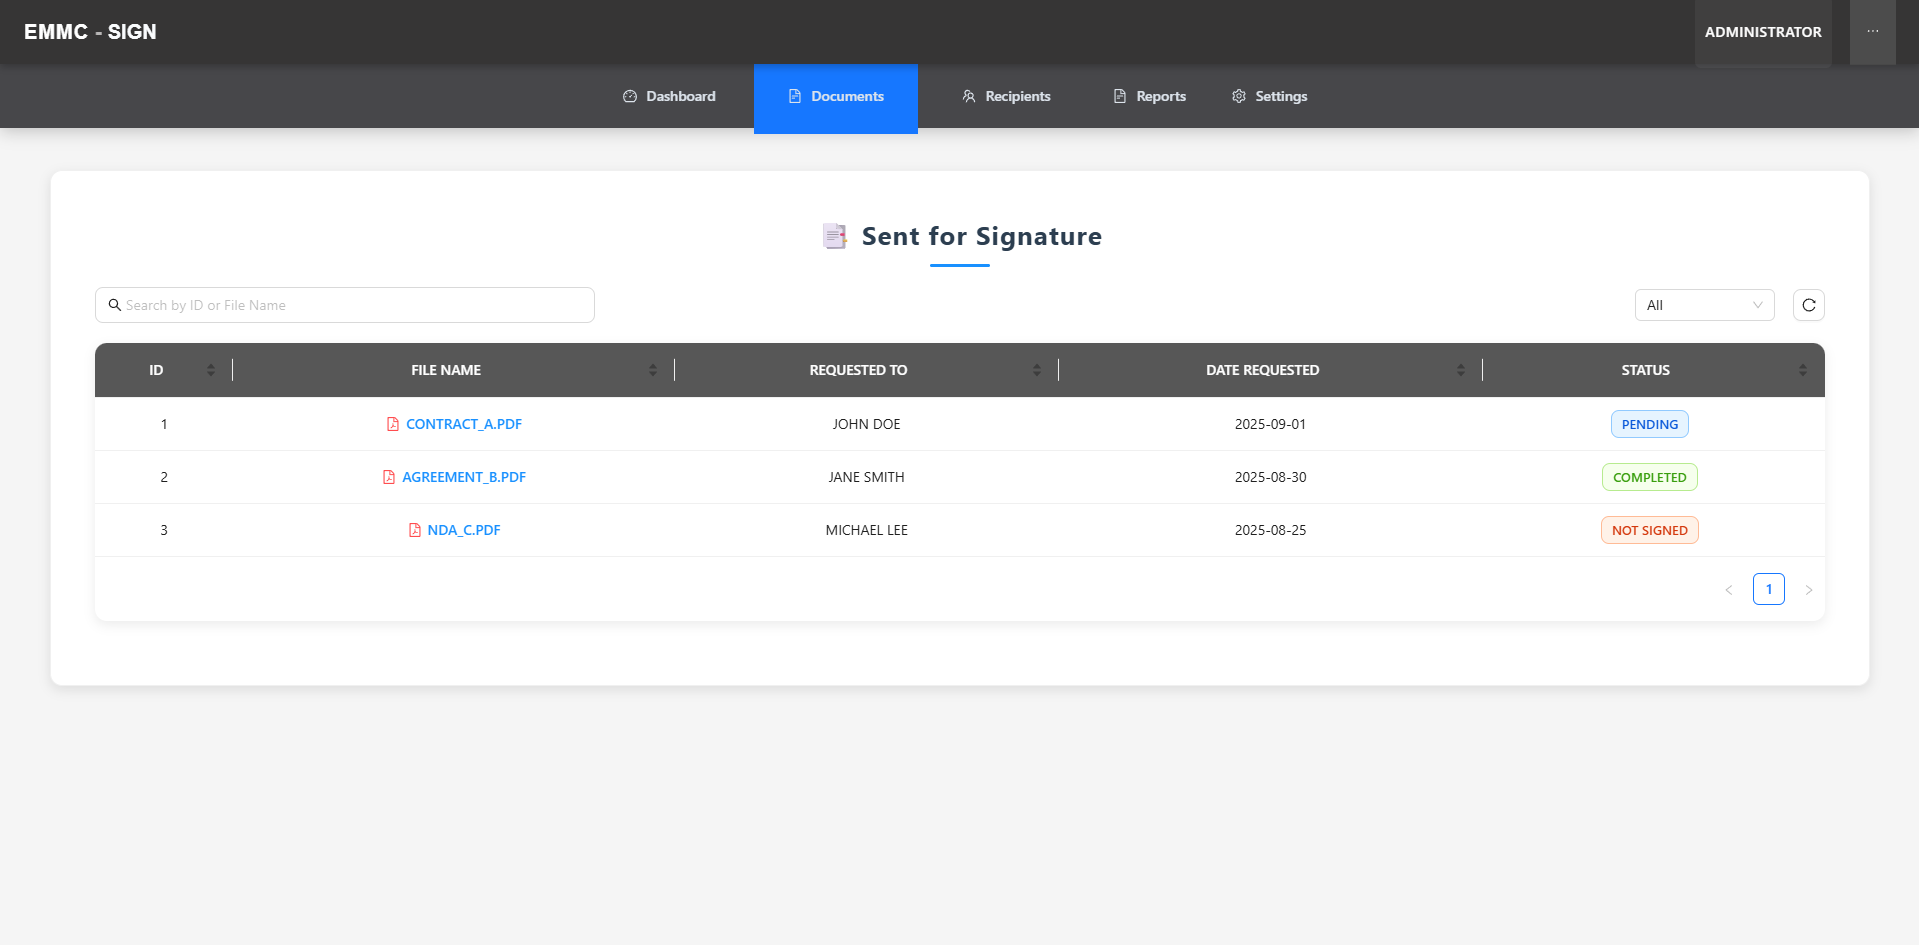 EMMC - SIGN
ADMINISTRATOR
...
Dashboard Documents Recipients Reports Settings
Sent for Signature
Search by ID or File Name
All
ID FILE NAME REQUESTED TO DATE REQUESTED STATUS
1 CONTRACT_A.PDF JOHN DOE 2025-09-01 PENDING
2 AGREEMENT_B.PDF JANE SMITH 2025-08-30 COMPLETED
3 NDA_C.PDF MICHAEL LEE 2025-08-25 NOT SIGNED
< 1 >